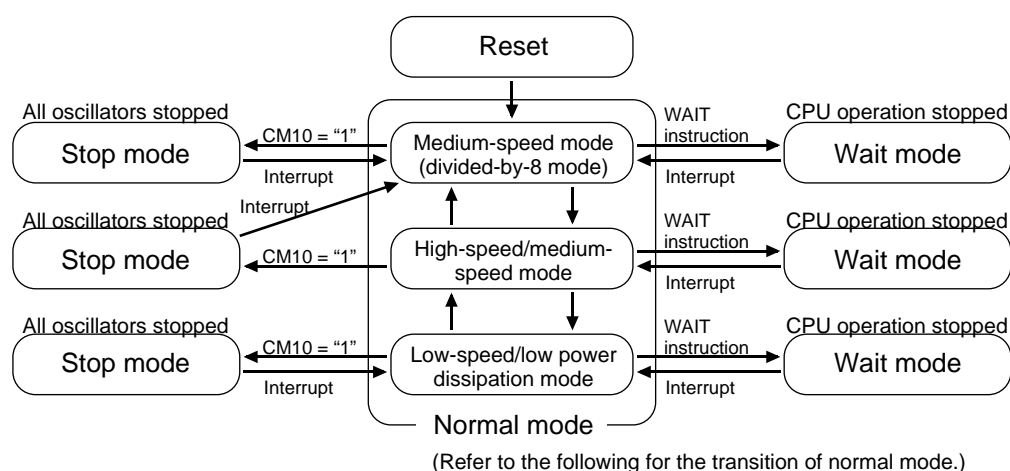 Reset
All oscillators stopped
Stop mode
CM10 = “1”
Interrupt
Medium-speed mode
(divided-by-8 mode)
WAIT
instruction
Interrupt
CPU operation stopped
Wait mode
Interrupt
All oscillators stopped
Stop mode
CM10 = “1”
High-speed/medium-
speed mode
WAIT
instruction
Interrupt
CPU operation stopped
Wait mode
All oscillators stopped
Stop mode
CM10 = “1”
Interrupt
Low-speed/low power
dissipation mode
WAIT
instruction
Interrupt
CPU operation stopped
Wait mode
Normal mode
(Refer to the following for the transition of normal mode.)